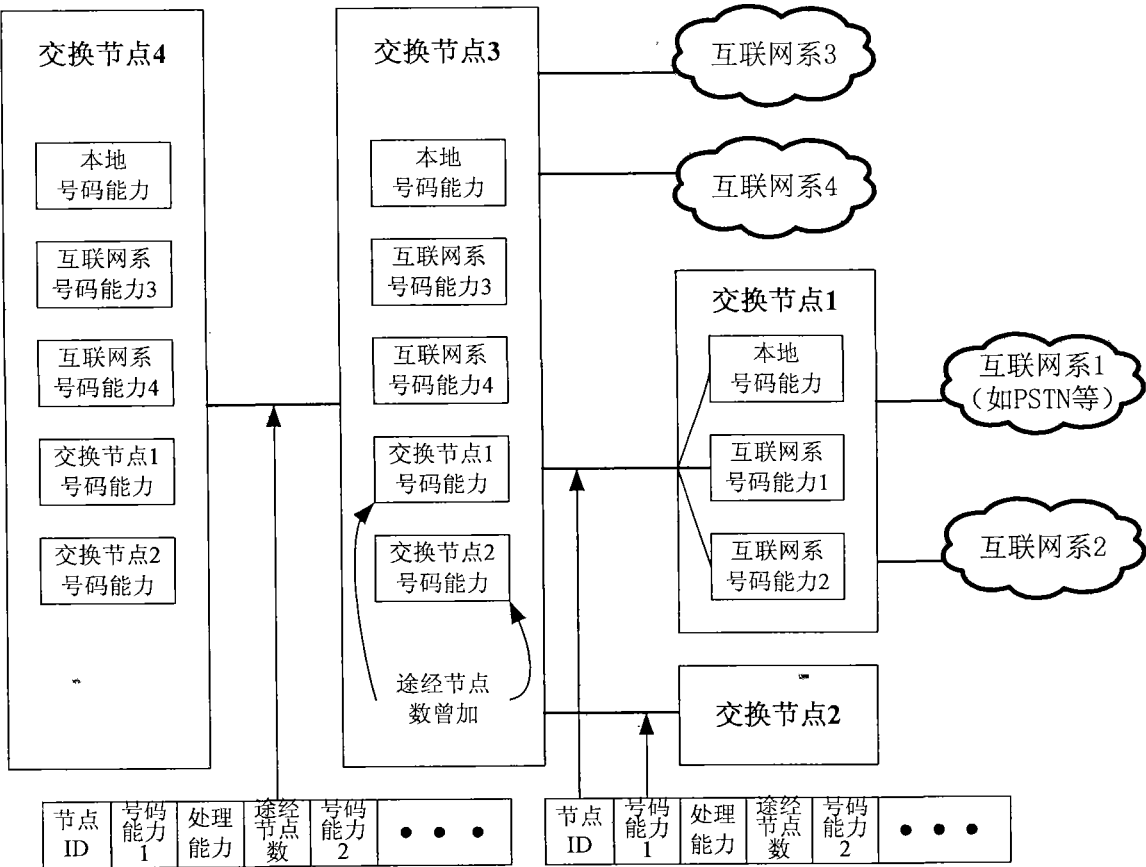 交换节点4
本地
号码能力
互联网系
号码能力3
互联网系
号码能力4
交换节点1
号码能力
交换节点2
号码能力
交换节点3
本地
号码能力
互联网系
号码能力3
互联网系
号码能力4
交换节点1
号码能力
交换节点2
号码能力
途经节点
数曾加
互联网系3
互联网系4
交换节点1
本地
号码能力
互联网系
号码能力1
互联网系
号码能力2
互联网系1
（如PSTN等）
互联网系2
交换节点2
节点
ID
号码
能力
1
处理
能力
途经
节点
数
号码
能力
2
• • •
节点
ID
号码
能力
1
处理
能力
途经
节点
数
号码
能力
2
• • •